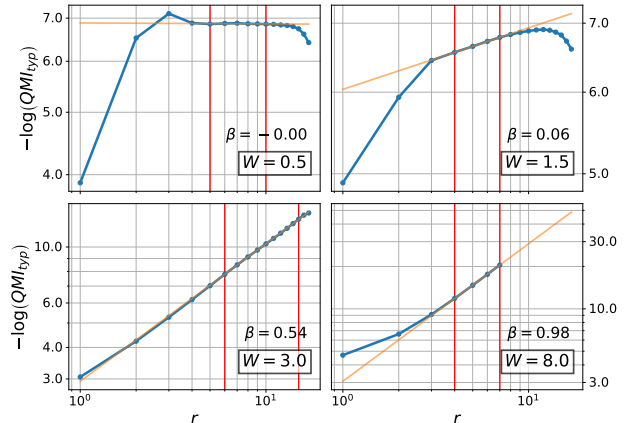 −log(QMI_typ)
7.0
6.0
5.0
4.0
β = −0.00
W = 0.5
7.0
6.0
5.0
β = 0.06
W = 1.5
−log(QMI_typ)
10.0
6.0
4.0
3.0
β = 0.54
W = 3.0
10^0
10^1
r
30.0
10.0
3.0
β = 0.98
W = 8.0
10^0
10^1
r